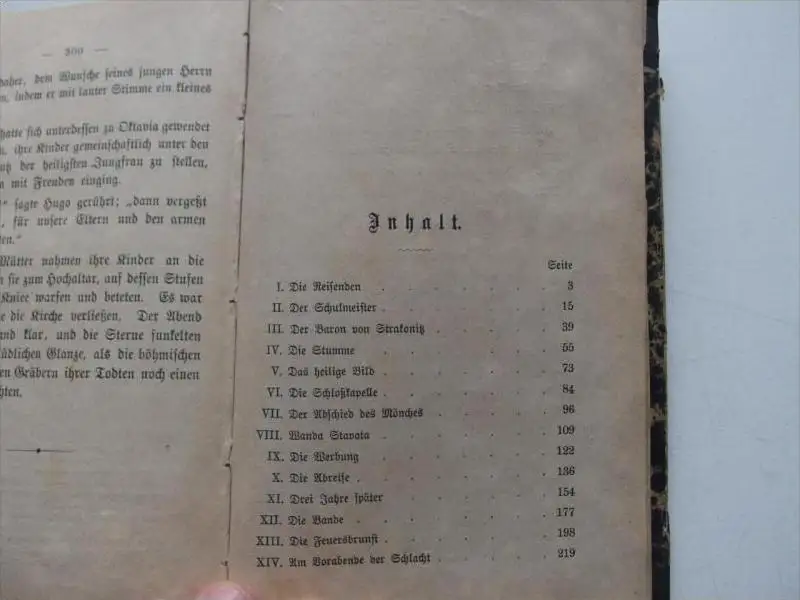 — 300 —
daher, dem Wunsche seines jungen Herrn
indem er mit lauter Stimme ein kleines
hatte sich unterdessen zu Oktavia gewendet
ihre Kinder gemeinschaftlich unter den
der heiligsten Jungfrau zu stellen,
mit Freuden einging.
“ sagte Hugo gerührt; „dann vergeßt
, für unsere Eltern und den armen
Mütter nahmen ihre Kinder an die
sie zum Hochaltar, auf dessen Stufen
Kniee warfen und beteten. Es war
die Kirche verließen. Der Abend
und klar, und die Sterne funkelten
südlichen Glanze, als die böhmischen
Gräbern ihrer Todten noch einen
Inhalt.
Seite
I. Die Reisenden . . . . . . 3
II. Der Schulmeister . . . . . . 15
III. Der Baron von Strakonitz . . . . 39
IV. Die Stumme . . . . . . 55
V. Das heilige Bild . . . . . . 73
VI. Die Schloßkapelle . . . . . . 84
VII. Der Abschied des Mönches . . . . 96
VIII. Wanda Slavata . . . . . . 109
IX. Die Werbung . . . . . . 122
X. Die Abreise . . . . . . 136
XI. Drei Jahre später . . . . . 154
XII. Die Bande . . . . . . 177
XIII. Die Feuersbrunst . . . . . 198
XIV. Am Vorabende der Schlacht . . . . 219